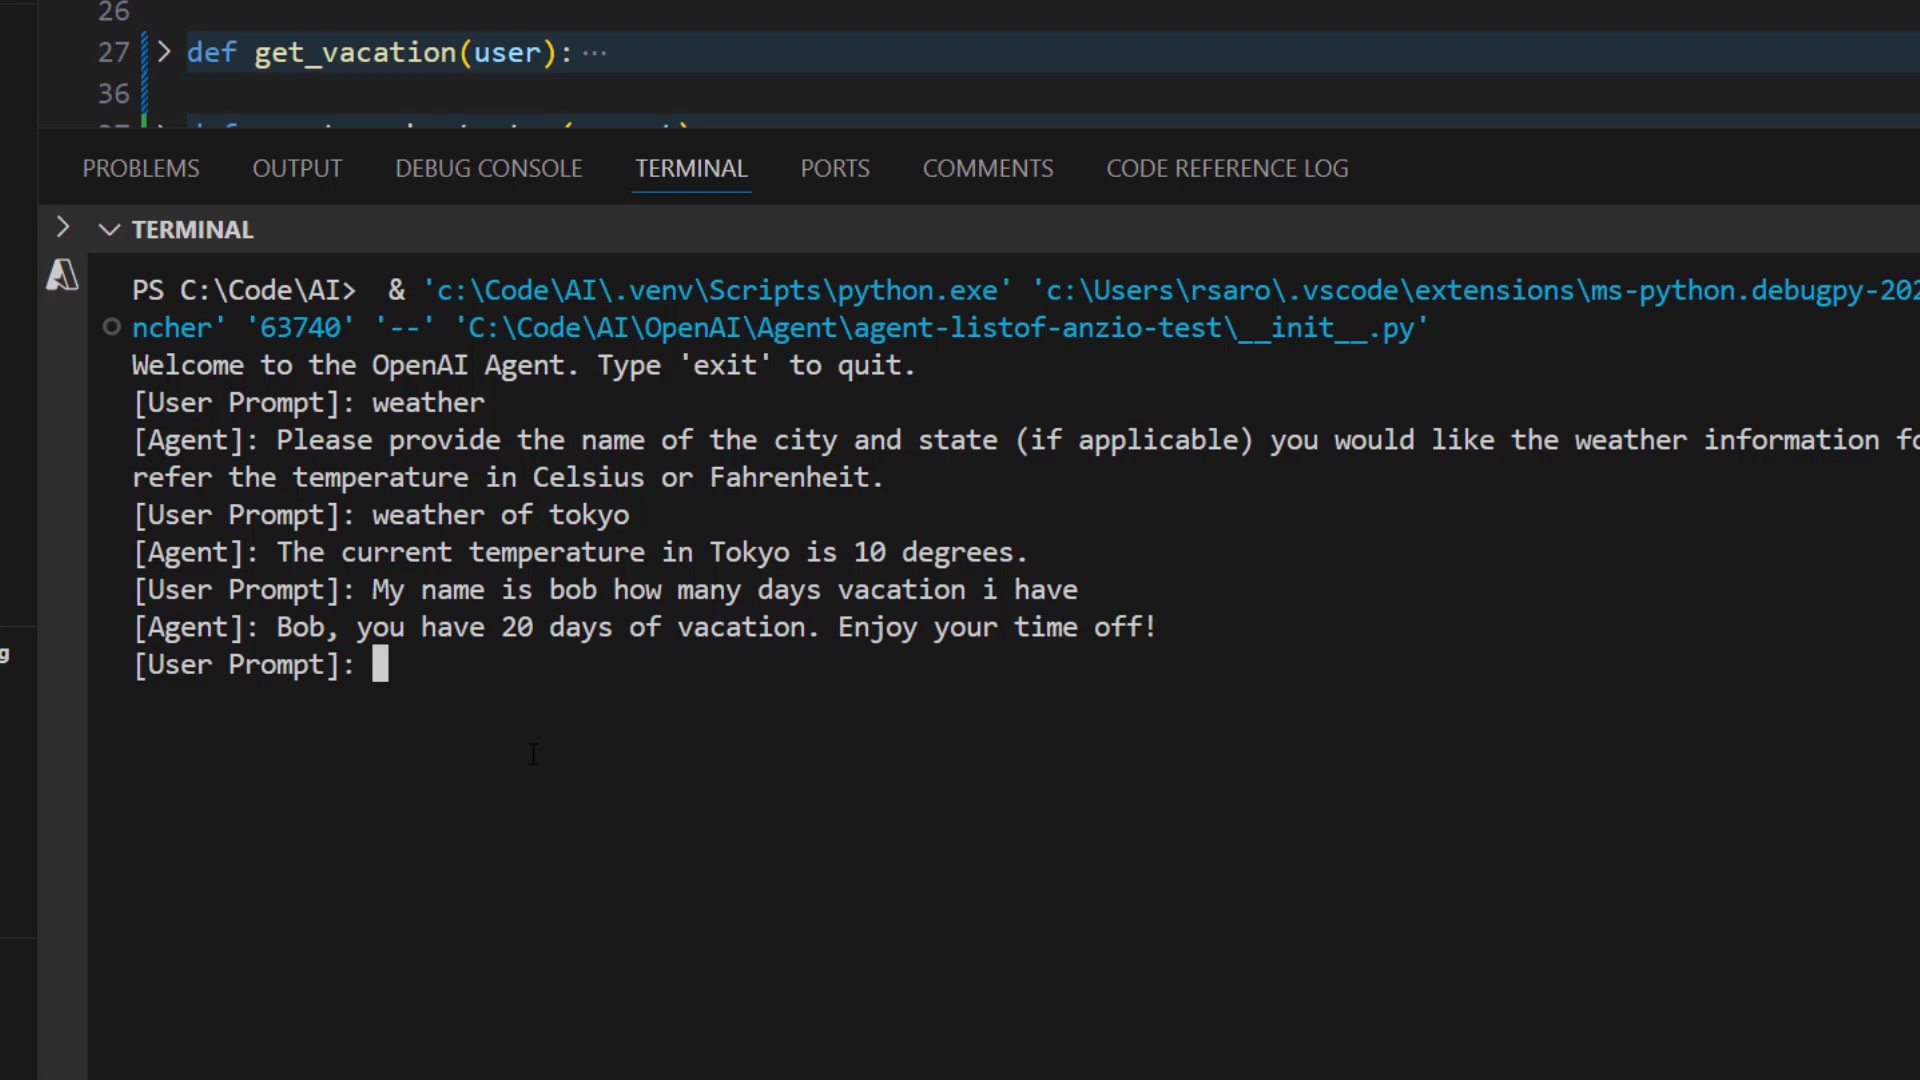 26
27 def get_vacation(user): ···
36
PROBLEMS OUTPUT DEBUG CONSOLE TERMINAL PORTS COMMENTS CODE REFERENCE LOG
TERMINAL
PS C:\Code\AI> & 'c:\Code\AI\.venv\Scripts\python.exe' 'c:\Users\rsaro\.vscode\extensions\ms-python.debugpy-202
ncher' '63740' '--' 'C:\Code\AI\OpenAI\Agent\agent-listof-anzio-test\__init__.py'
Welcome to the OpenAI Agent. Type 'exit' to quit.
[User Prompt]: weather
[Agent]: Please provide the name of the city and state (if applicable) you would like the weather information fo
refer the temperature in Celsius or Fahrenheit.
[User Prompt]: weather of tokyo
[Agent]: The current temperature in Tokyo is 10 degrees.
[User Prompt]: My name is bob how many days vacation i have
[Agent]: Bob, you have 20 days of vacation. Enjoy your time off!
g
[User Prompt]: